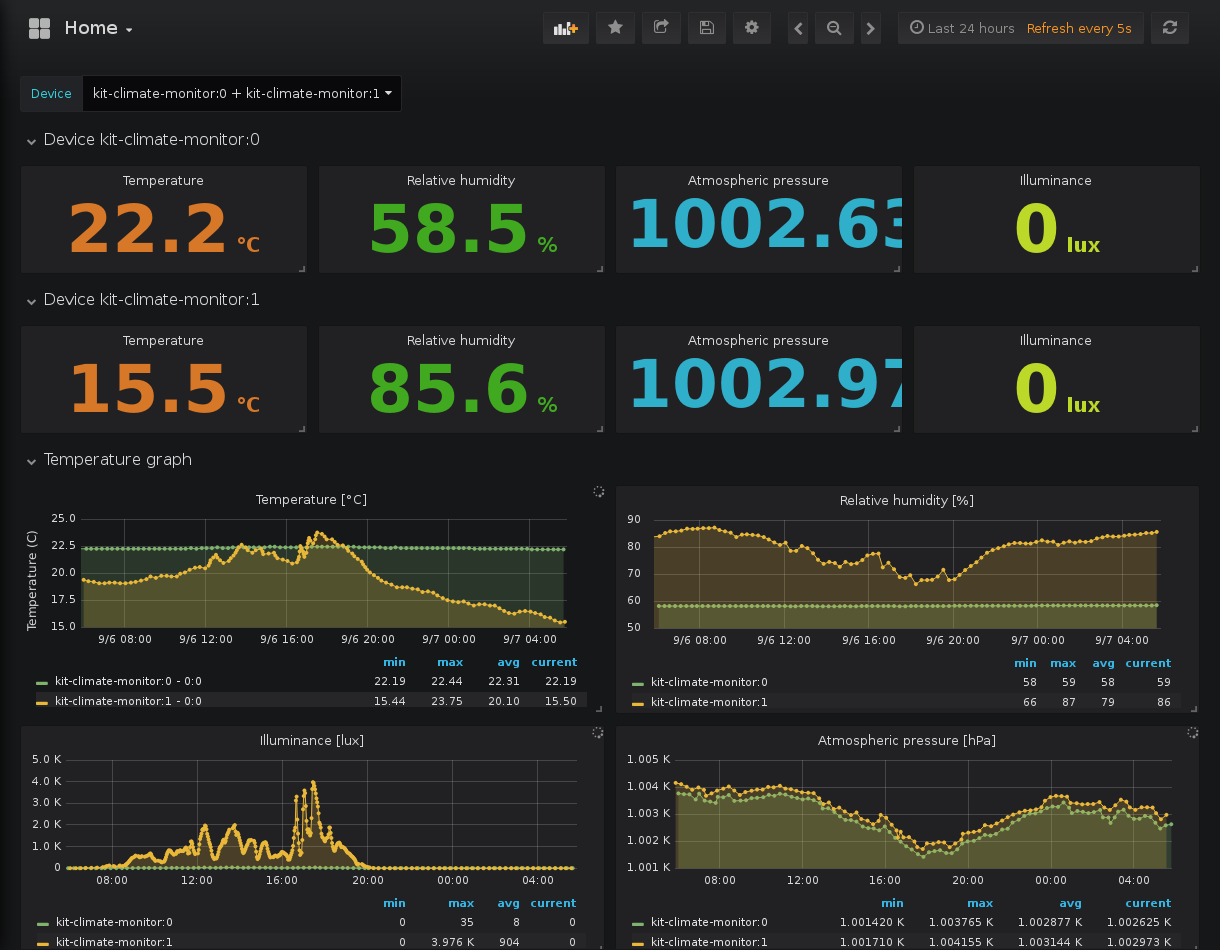 Home
Last 24 hours Refresh every 5s
Device kit-climate-monitor:0 + kit-climate-monitor:1
Device kit-climate-monitor:0
Temperature Relative humidity Atmospheric pressure Illuminance
22.2 °C 58.5 % 1002.63 0 lux
Device kit-climate-monitor:1
Temperature Relative humidity Atmospheric pressure Illuminance
15.5 °C 85.6 % 1002.97 0 lux
Temperature graph
Temperature [°C]
Temperature (C)
25.0
22.5
20.0
17.5
15.0
9/6 08:00 9/6 12:00 9/6 16:00 9/6 20:00 9/7 00:00 9/7 04:00
min max avg current
kit-climate-monitor:0 - 0:0 22.19 22.44 22.31 22.19
kit-climate-monitor:1 - 0:0 15.44 23.75 20.10 15.50
Relative humidity [%]
90
80
70
60
50
9/6 08:00 9/6 12:00 9/6 16:00 9/6 20:00 9/7 00:00 9/7 04:00
min max avg current
kit-climate-monitor:0 58 59 58 59
kit-climate-monitor:1 66 87 79 86
Illuminance [lux]
5.0 K
4.0 K
3.0 K
2.0 K
1.0 K
0
08:00 12:00 16:00 20:00 00:00 04:00
min max avg current
kit-climate-monitor:0 0 35 8 0
kit-climate-monitor:1 0 3.976 K 904 0
Atmospheric pressure [hPa]
1.005 K
1.004 K
1.003 K
1.002 K
1.001 K
08:00 12:00 16:00 20:00 00:00 04:00
min max avg current
kit-climate-monitor:0 1.001420 K 1.003765 K 1.002877 K 1.002625 K
kit-climate-monitor:1 1.001710 K 1.004155 K 1.003144 K 1.002973 K